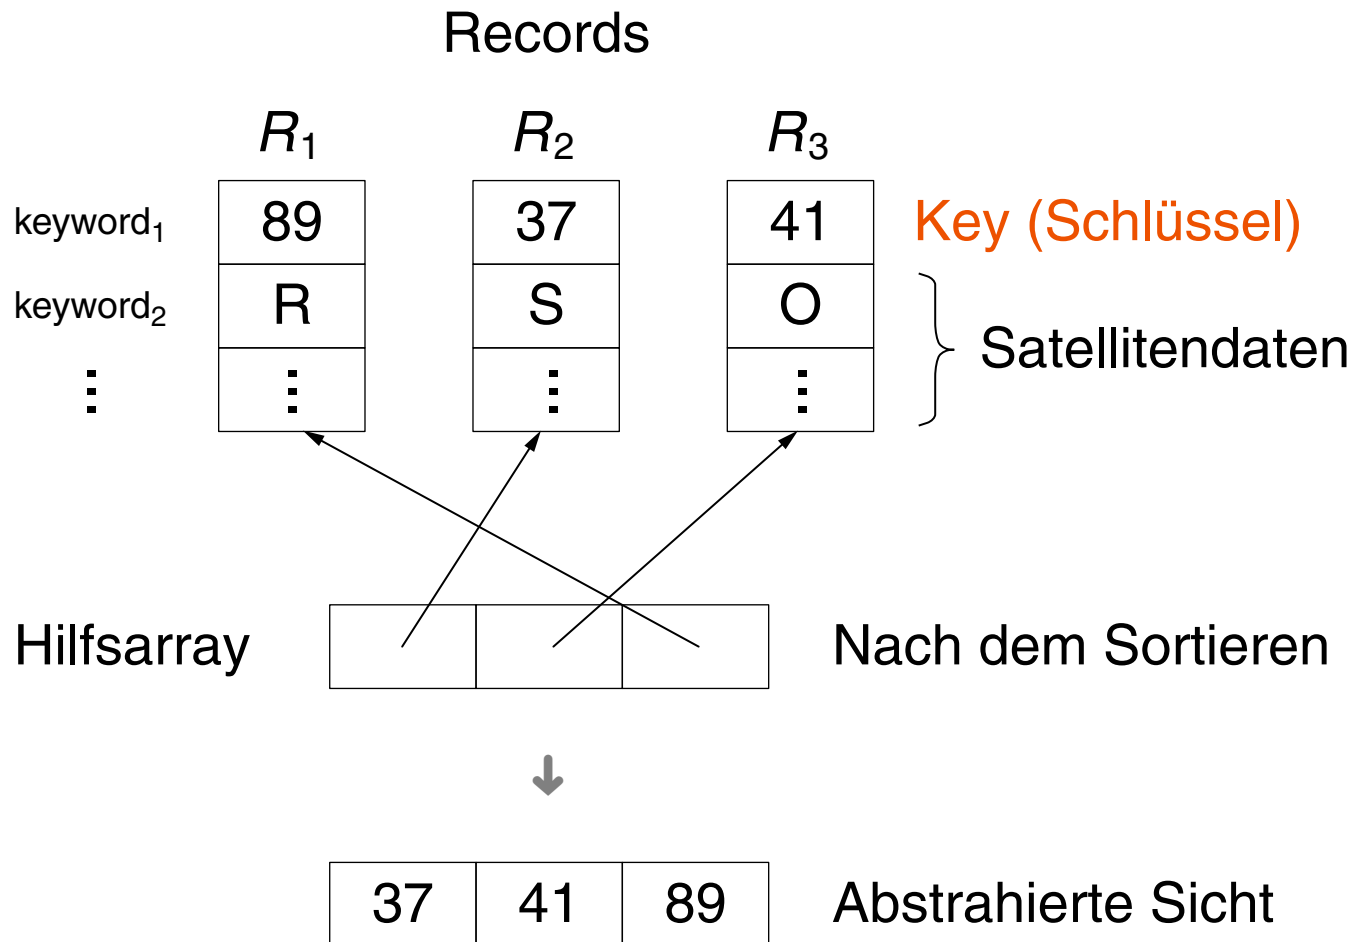 Records
R₁ R₂ R₃
keyword₁ 89 37 41 Key (Schlüssel)
keyword₂ R S O
Satellitendaten
⋮ ⋮ ⋮ ⋮
Hilfsarray Nach dem Sortieren
37 41 89 Abstrahierte Sicht